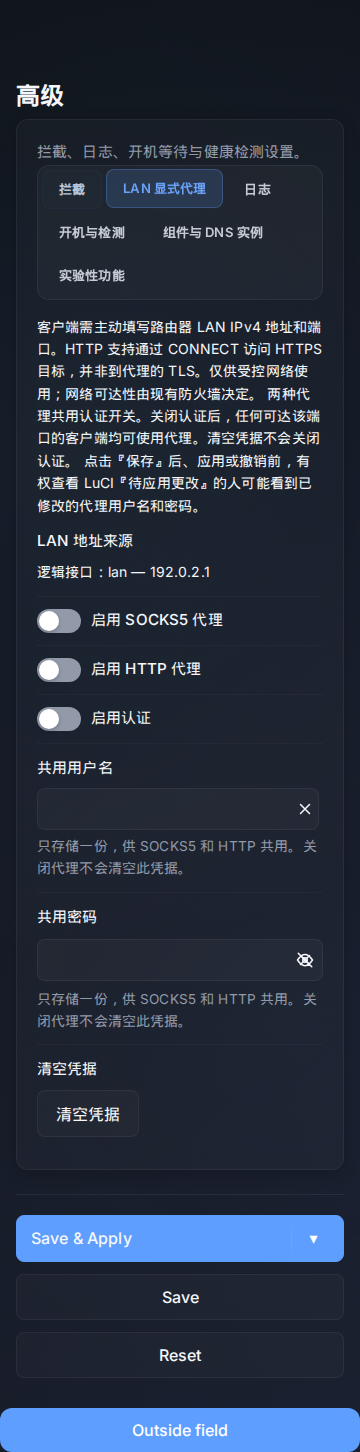 高级
拦截、日志、开机等待与健康检测设置。
拦截
LAN 显式代理
日志
开机与检测
组件与 DNS 实例
实验性功能
客户端需主动填写路由器 LAN IPv4 地址和端
口。HTTP 支持通过 CONNECT 访问 HTTPS
目标，并非到代理的 TLS。仅供受控网络使
用；网络可达性由现有防火墙决定。 两种代
理共用认证开关。关闭认证后，任何可达该端
口的客户端均可使用代理。清空凭据不会关闭
认证。 点击『保存』后、应用或撤销前，有
权查看 LuCI『待应用更改』的人可能看到已
修改的代理用户名和密码。
LAN 地址来源
逻辑接口：lan — 192.0.2.1
启用 SOCKS5 代理
启用 HTTP 代理
启用认证
共用用户名
只存储一份，供 SOCKS5 和 HTTP 共用。关
闭代理不会清空此凭据。
共用密码
只存储一份，供 SOCKS5 和 HTTP 共用。关
闭代理不会清空此凭据。
清空凭据
清空凭据
Save & Apply
Save
Reset
Outside field